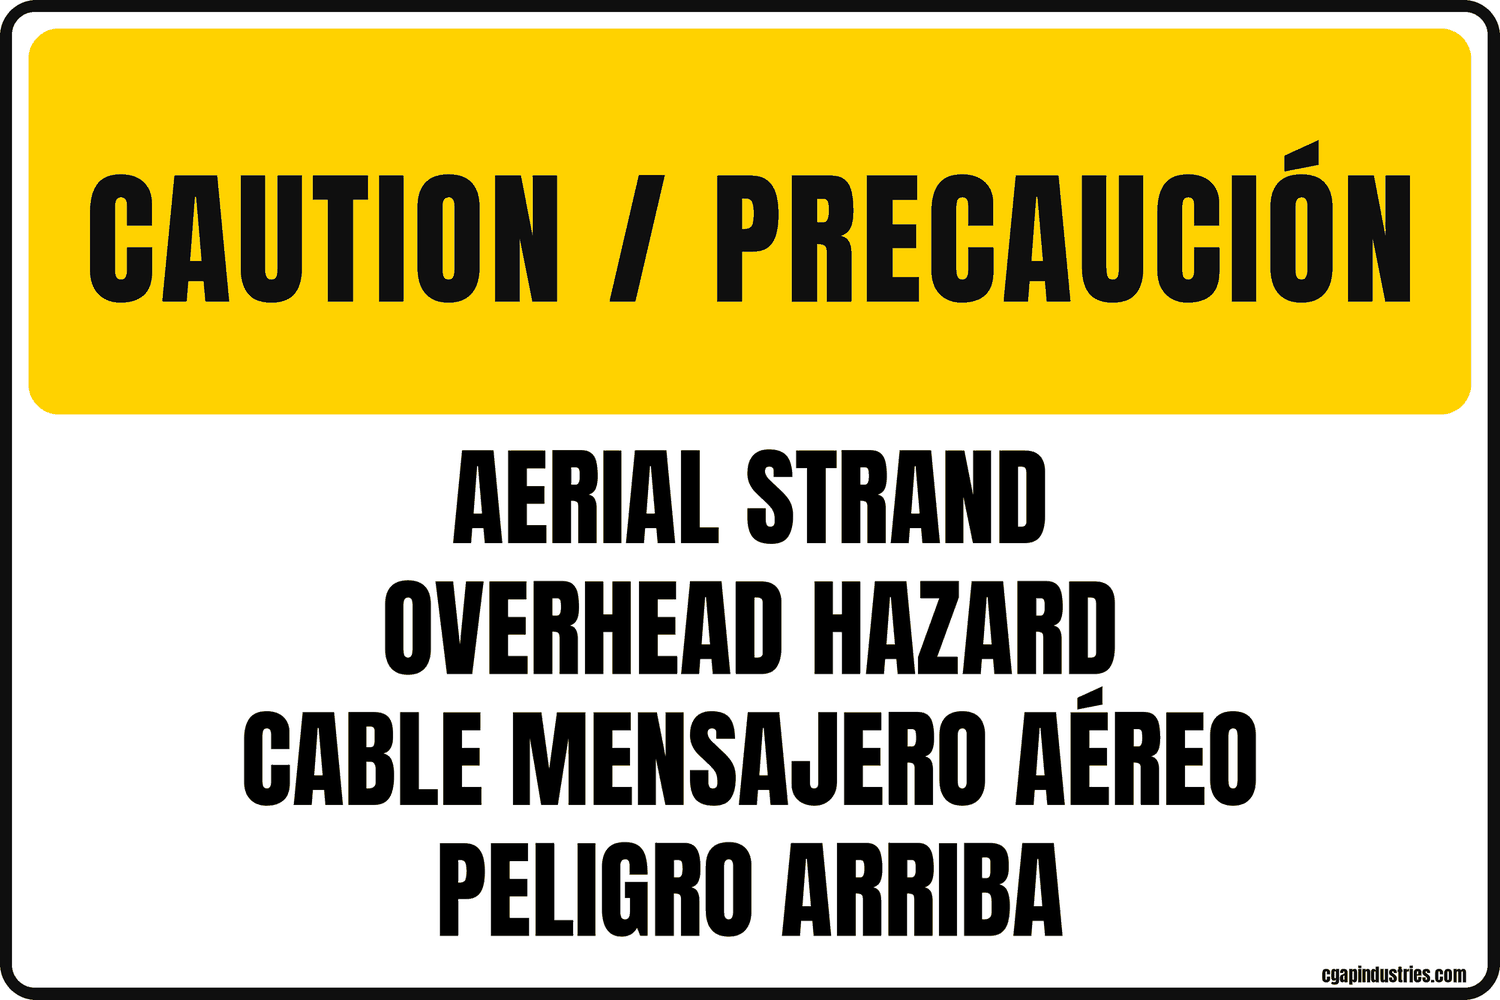 CAUTION / PRECAUCIÓN
AERIAL STRAND
OVERHEAD HAZARD
CABLE MENSAJERO AÉREO
PELIGRO ARRIBA
cgapindustries.com